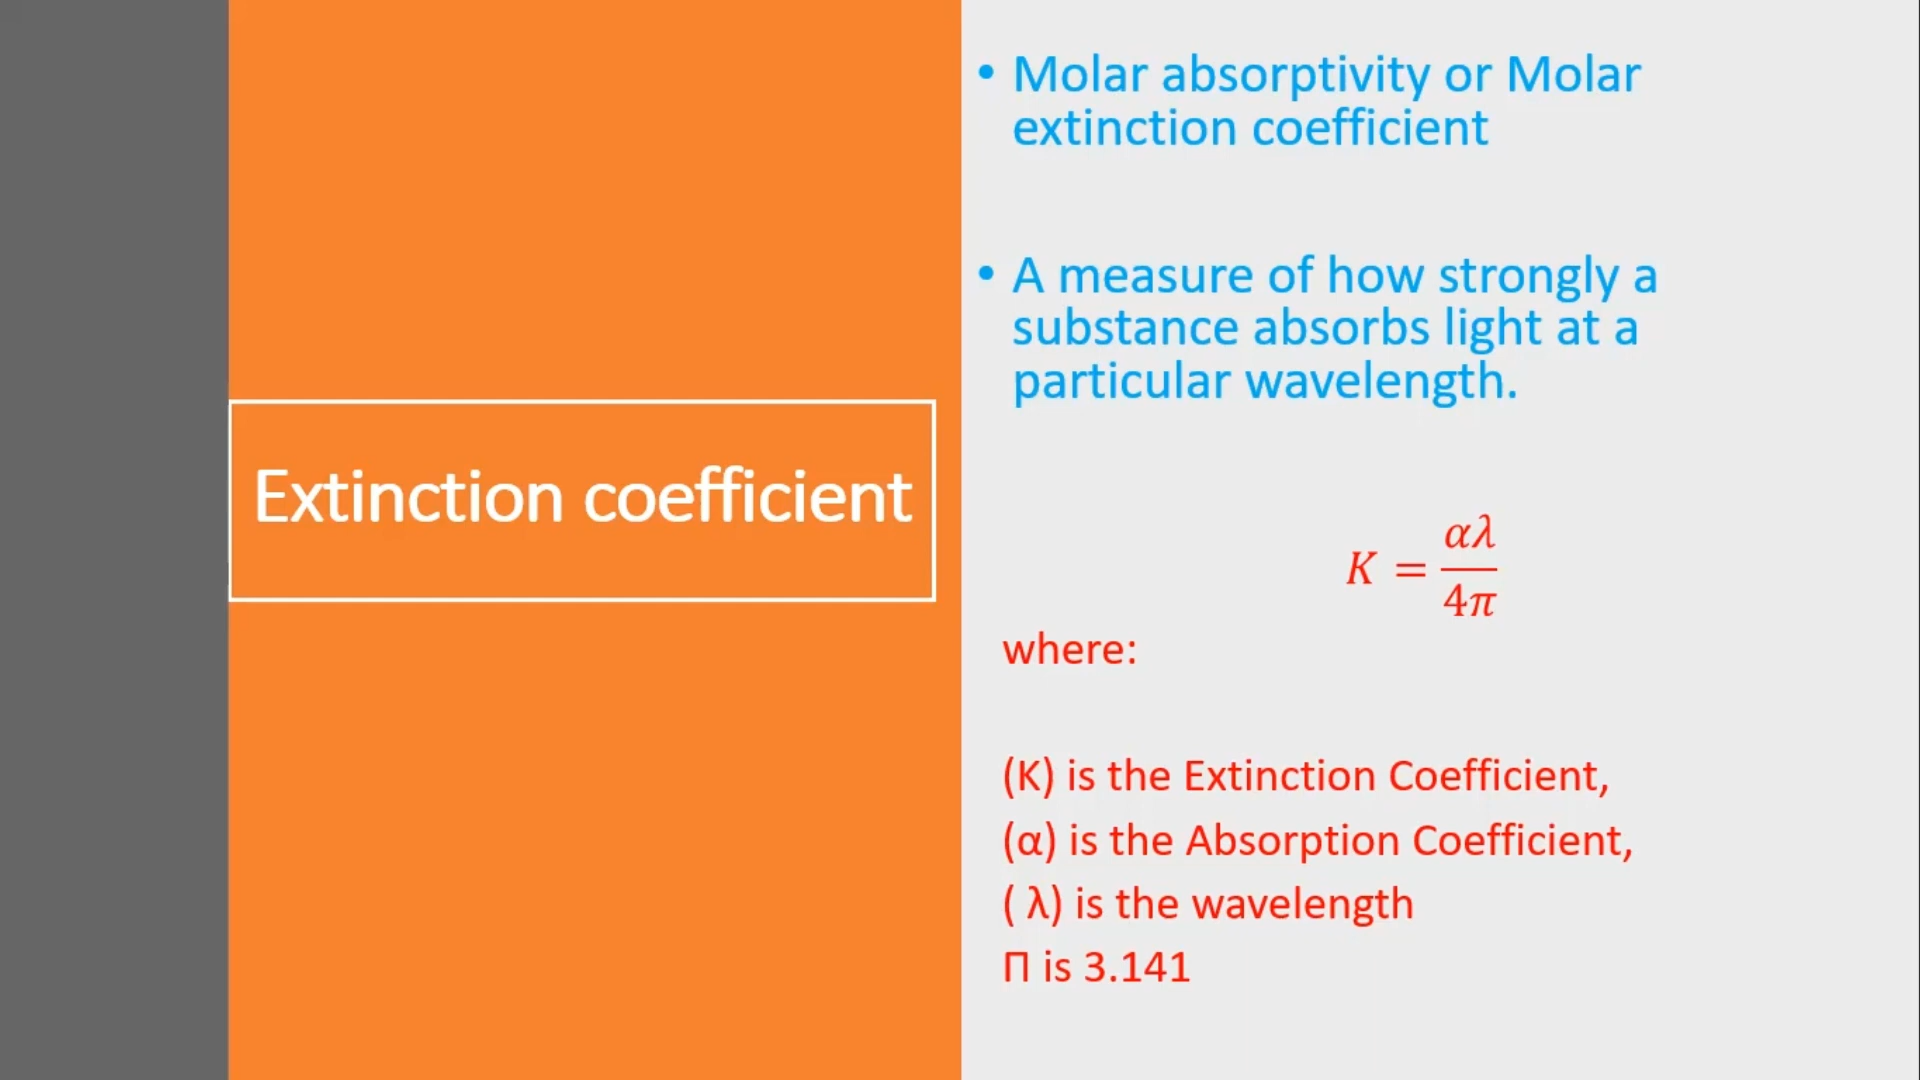 Extinction coefficient
• Molar absorptivity or Molar
extinction coefficient
• A measure of how strongly a
substance absorbs light at a
particular wavelength.
K = αλ/4π
where:
(K) is the Extinction Coefficient,
(α) is the Absorption Coefficient,
( λ) is the wavelength
Π is 3.141